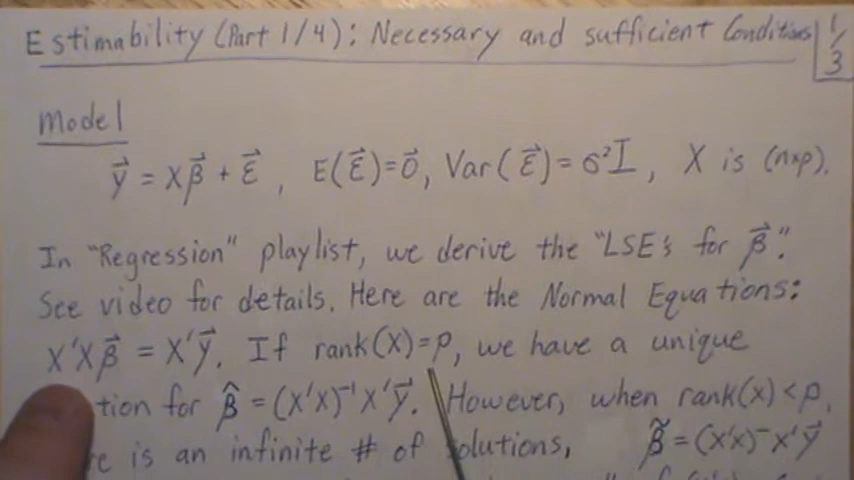 Estimability (Part 1/4): Necessary and sufficient Conditions 1/3
Model
y⃗ = Xβ⃗ + ε⃗ , E(ε⃗)=0⃗, Var(ε⃗)= σ²I, X is (nxp).
In "Regression" playlist, we derive the "LSE's for β⃗."
See video for details. Here are the Normal Equations:
X'Xβ⃗ = X'y⃗. If rank(X)=p, we have a unique
tion for β̂ = (X'X)⁻¹X'y⃗. However, when rank(X)<p,
re is an infinite # of solutions, β̃ = (X'X)⁻X'y⃗